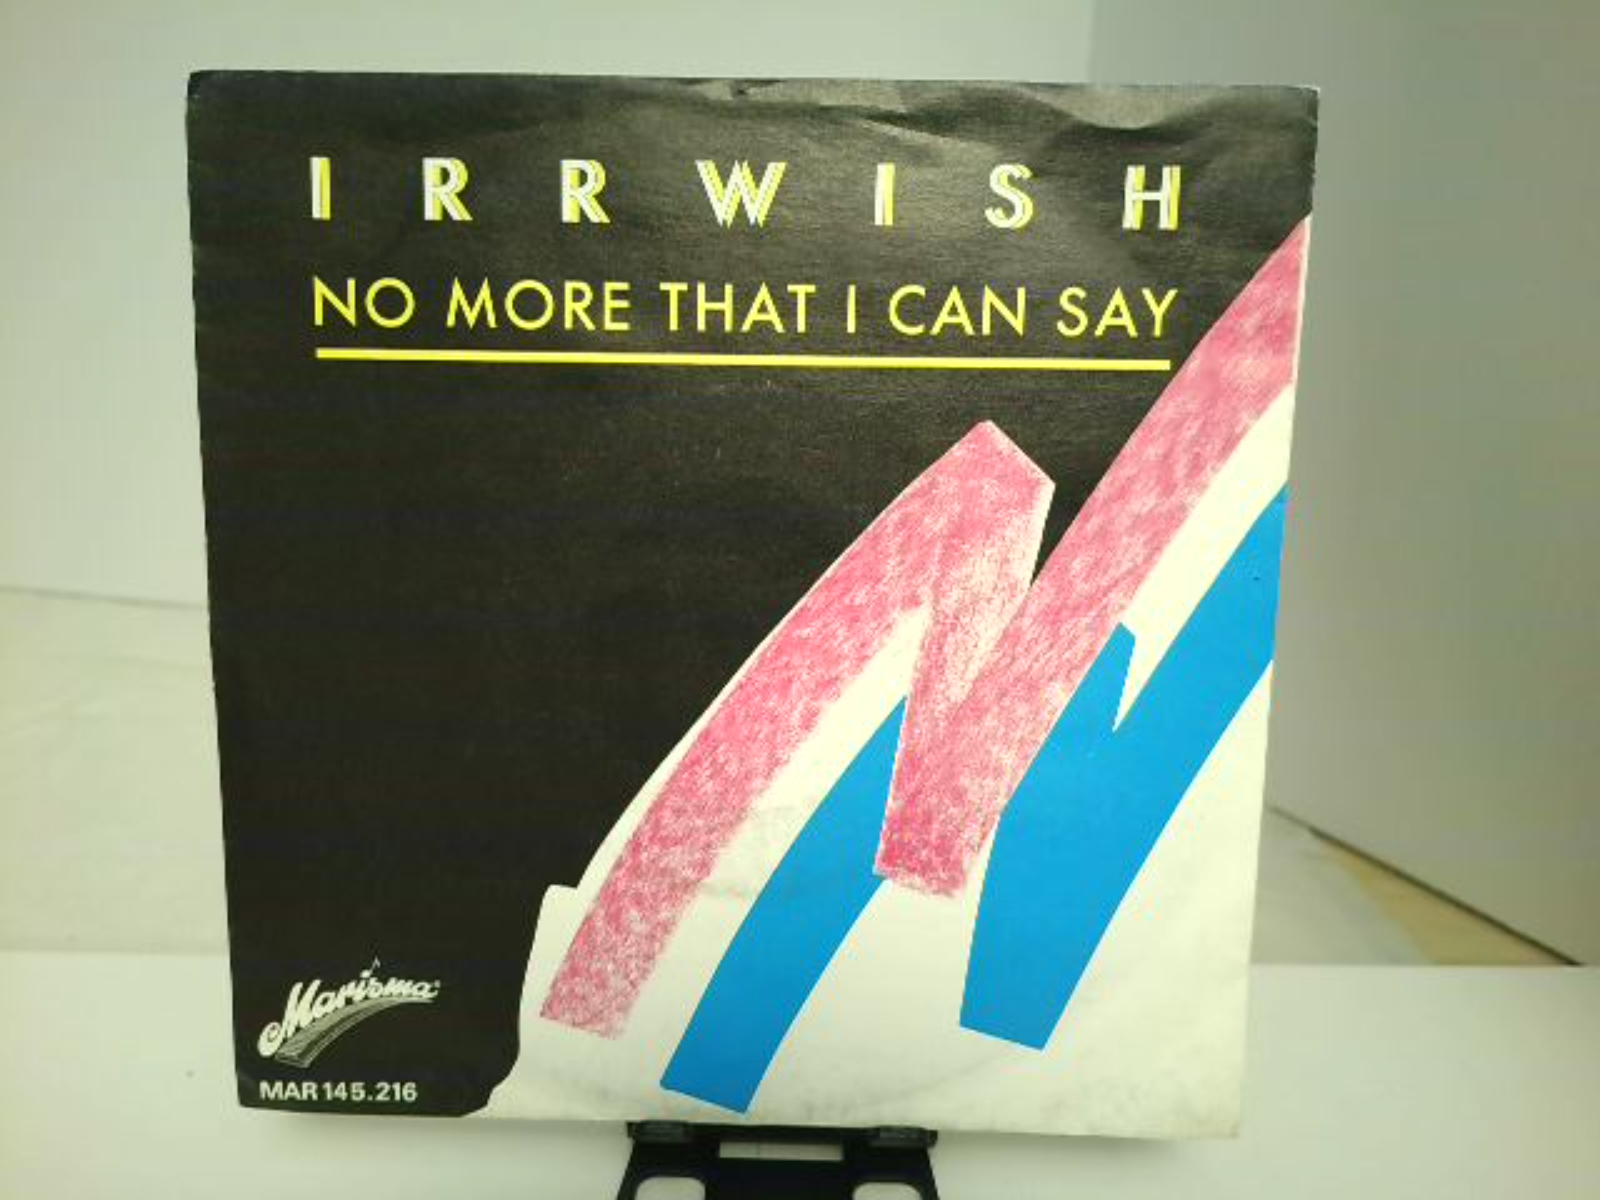 IRRWISH
NO MORE THAT I CAN SAY
Marisma
MAR 145.216